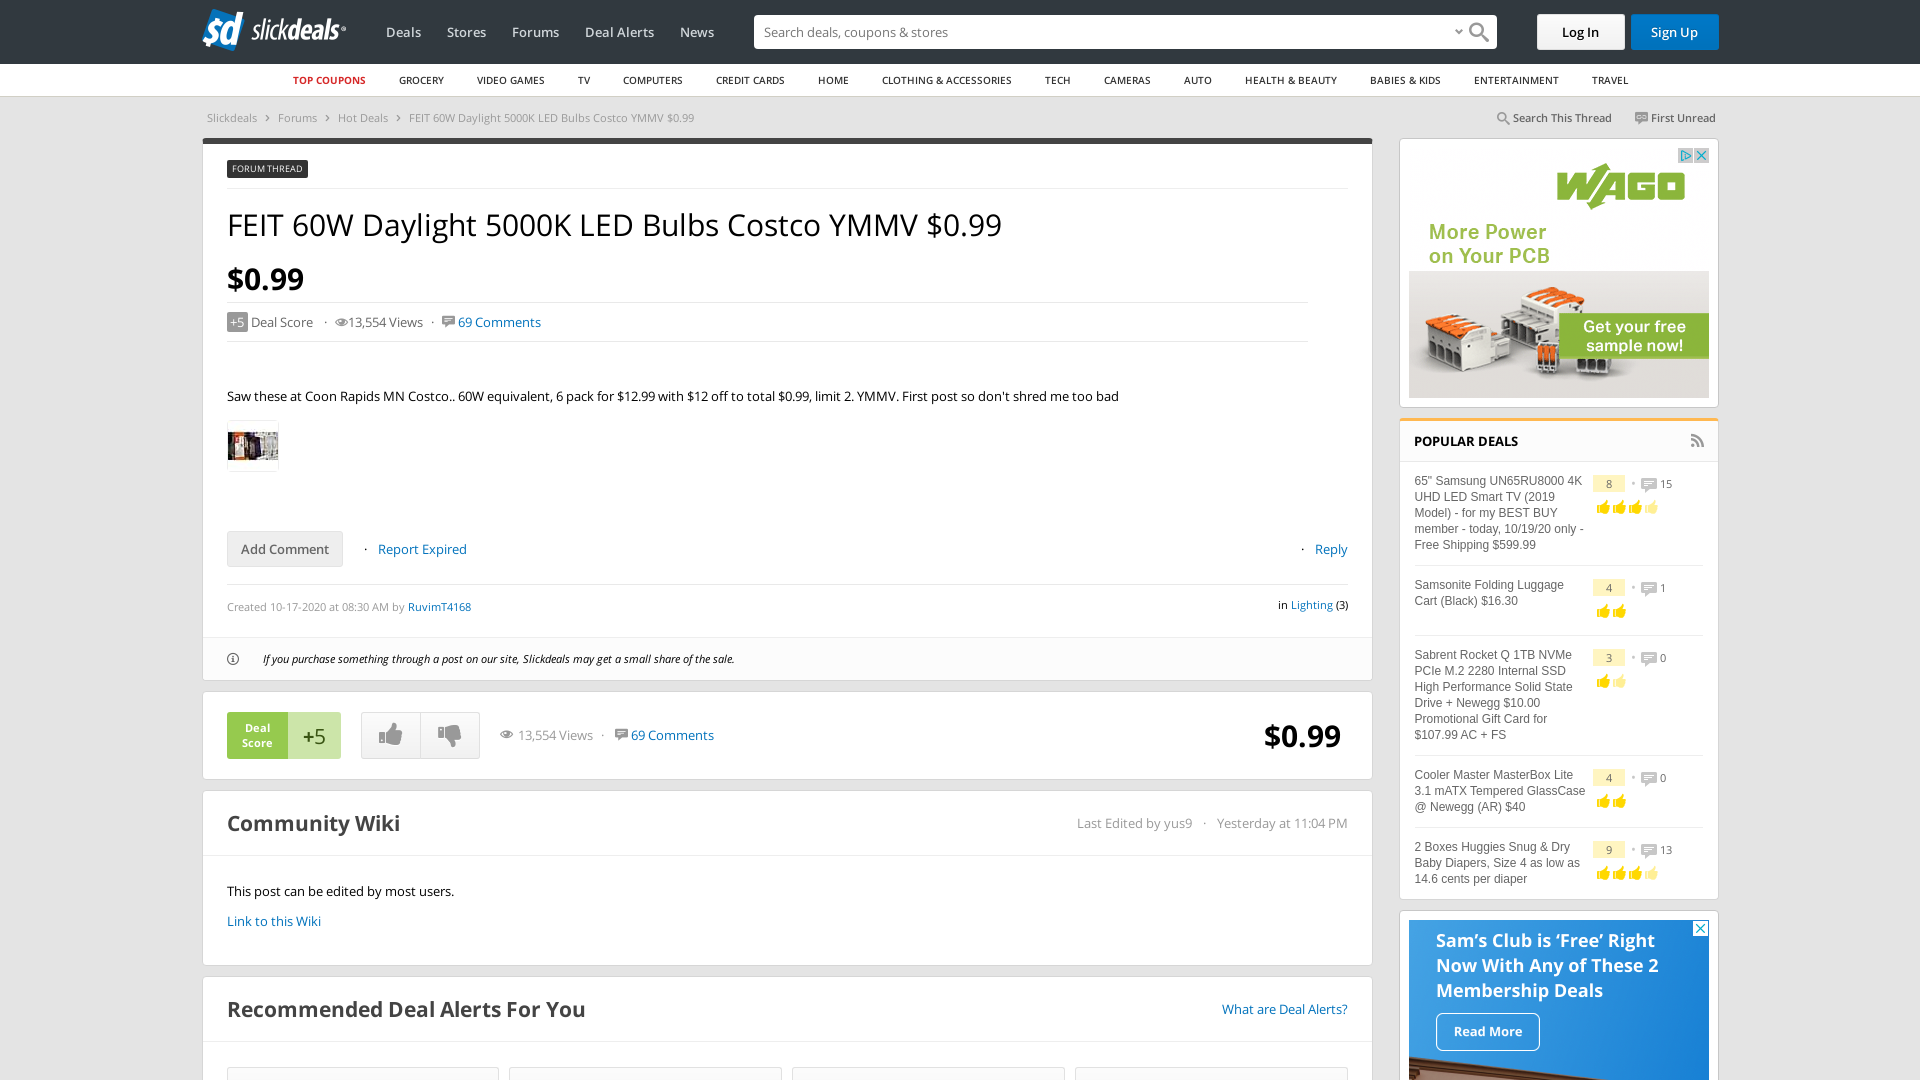 slickdeals
Deals Stores Forums Deal Alerts News
Search deals, coupons & stores
Log In Sign Up
TOP COUPONS GROCERY VIDEO GAMES TV COMPUTERS CREDIT CARDS HOME CLOTHING & ACCESSORIES TECH CAMERAS AUTO HEALTH & BEAUTY BABIES & KIDS ENTERTAINMENT TRAVEL
Slickdeals › Forums › Hot Deals › FEIT 60W Daylight 5000K LED Bulbs Costco YMMV $0.99
Search This Thread First Unread
FORUM THREAD
FEIT 60W Daylight 5000K LED Bulbs Costco YMMV $0.99
$0.99
+5 Deal Score · 13,554 Views · 69 Comments
Saw these at Coon Rapids MN Costco.. 60W equivalent, 6 pack for $12.99 with $12 off to total $0.99, limit 2. YMMV. First post so don't shred me too bad
Add Comment · Report Expired · Reply
Created 10-17-2020 at 08:30 AM by RuvimT4168
in Lighting (3)
If you purchase something through a post on our site, Slickdeals may get a small share of the sale.
Deal
Score
+5
13,554 Views · 69 Comments
$0.99
Community Wiki
Last Edited by yus9 · Yesterday at 11:04 PM
This post can be edited by most users.
Link to this Wiki
Recommended Deal Alerts For You
What are Deal Alerts?
WAGO
More Power
on Your PCB
Get your free
sample now!
POPULAR DEALS
65" Samsung UN65RU8000 4K
UHD LED Smart TV (2019
Model) - for my BEST BUY
member - today, 10/19/20 only -
Free Shipping $599.99
8 • 15
Samsonite Folding Luggage
Cart (Black) $16.30
4 • 1
Sabrent Rocket Q 1TB NVMe
PCIe M.2 2280 Internal SSD
High Performance Solid State
Drive + Newegg $10.00
Promotional Gift Card for
$107.99 AC + FS
3 • 0
Cooler Master MasterBox Lite
3.1 mATX Tempered GlassCase
@ Newegg (AR) $40
4 • 0
2 Boxes Huggies Snug & Dry
Baby Diapers, Size 4 as low as
14.6 cents per diaper
9 • 13
Sam's Club is 'Free' Right
Now With Any of These 2
Membership Deals
Read More